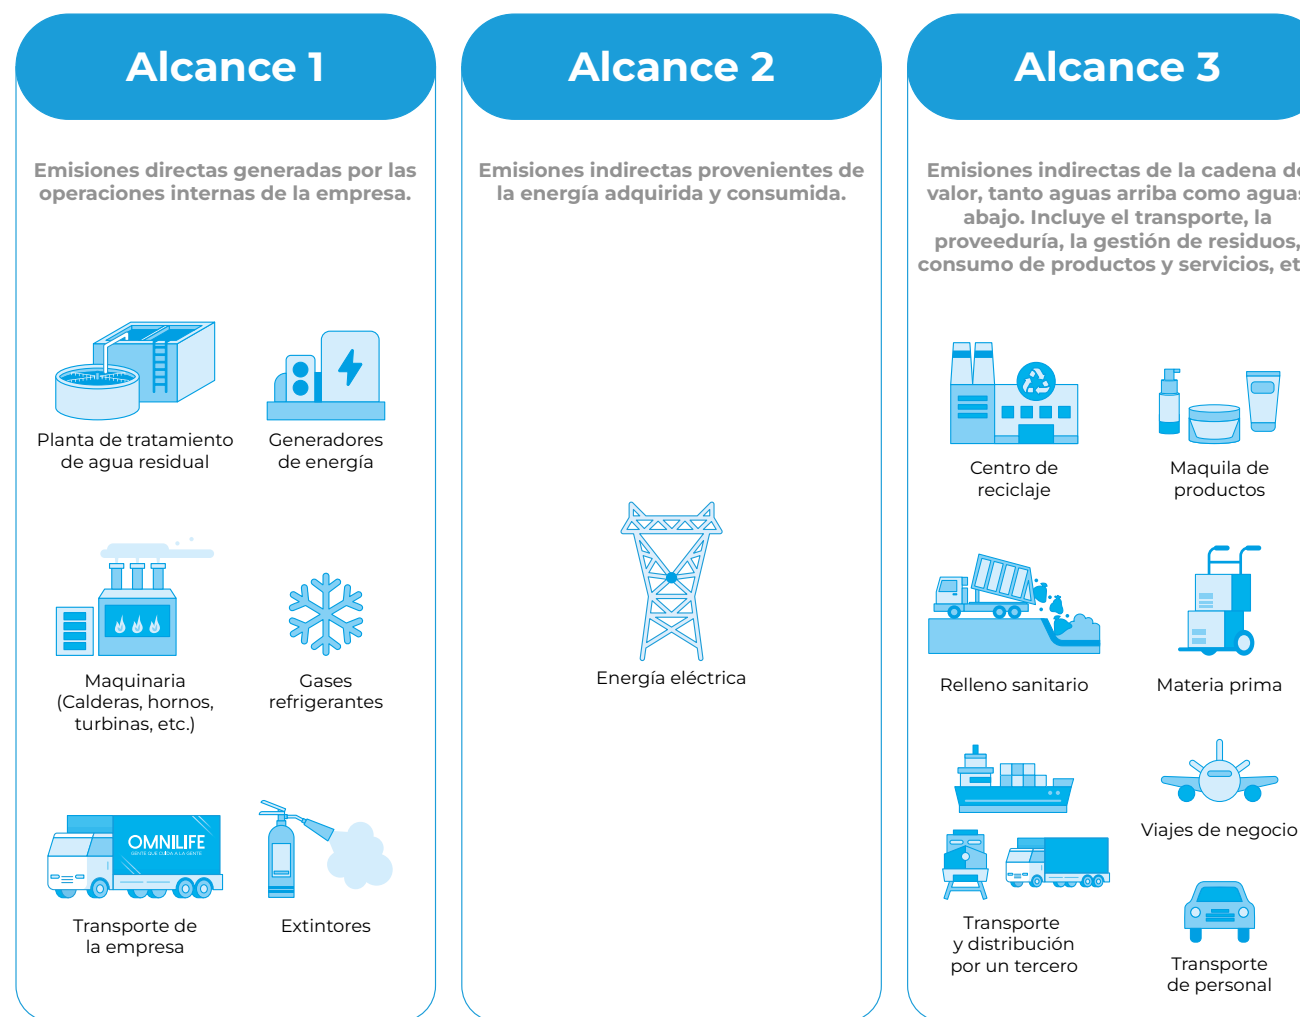 Alcance 1
Emisiones directas generadas por las
operaciones internas de la empresa.
Planta de tratamiento
de agua residual
Generadores
de energía
Maquinaria
(Calderas, hornos,
turbinas, etc.)
Gases
refrigerantes
OMNILIFE
GENTE QUE CUIDA A LA GENTE
Transporte de
la empresa
Extintores
Alcance 2
Emisiones indirectas provenientes de
la energía adquirida y consumida.
Energía eléctrica
Alcance 3
Emisiones indirectas de la cadena de
valor, tanto aguas arriba como aguas
abajo. Incluye el transporte, la
proveeduría, la gestión de residuos,
consumo de productos y servicios, et
Centro de
reciclaje
Maquila de
productos
Relleno sanitario
Materia prima
Transporte
y distribución
por un tercero
Viajes de negocio
Transporte
de personal